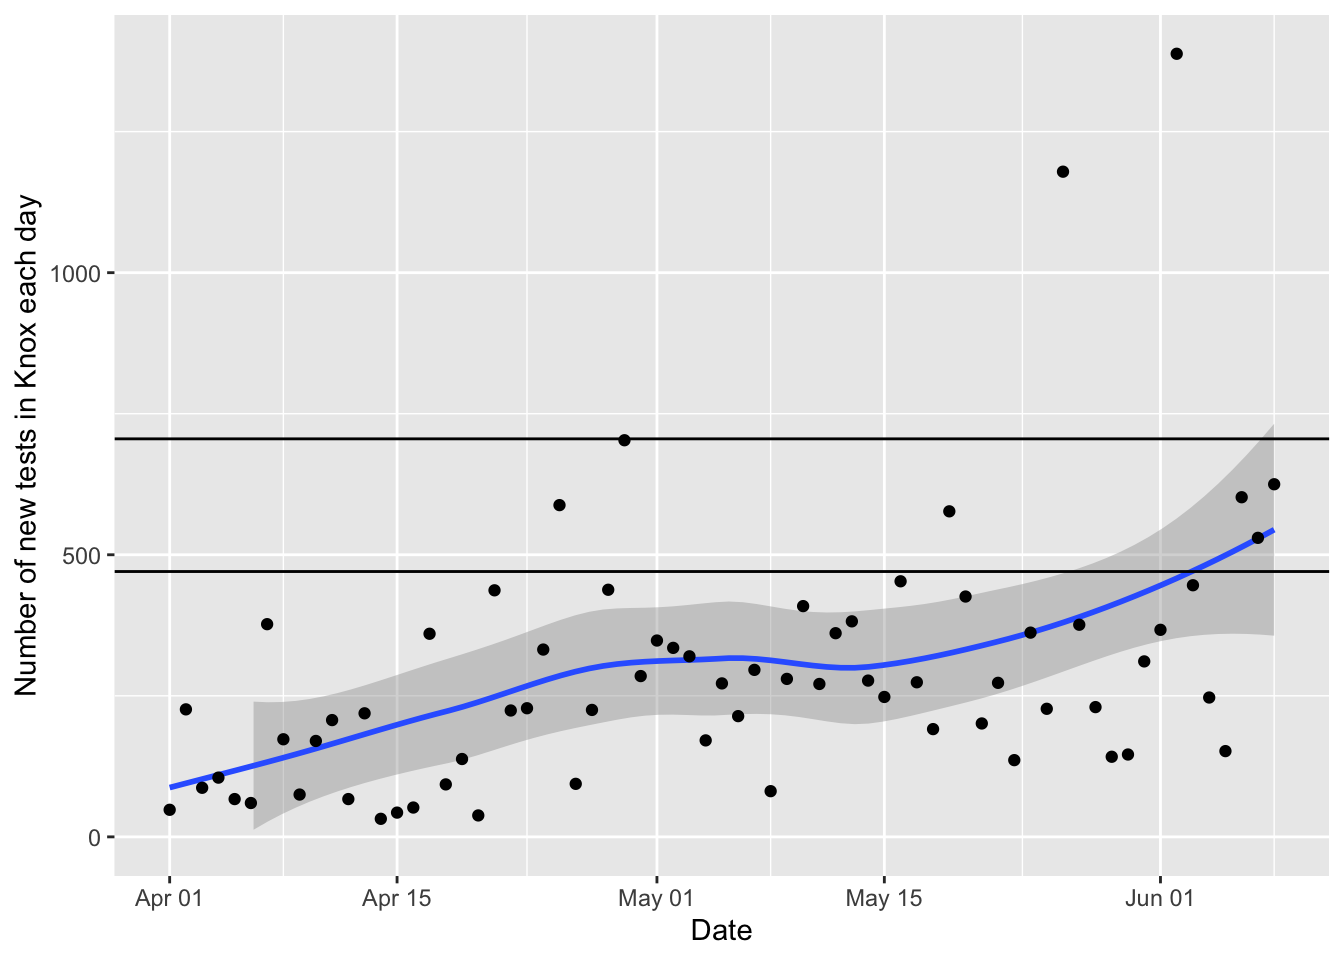 Number of new tests in Knox each day
1000
500
0
Apr 01
Apr 15
May 01
May 15
Jun 01
Date